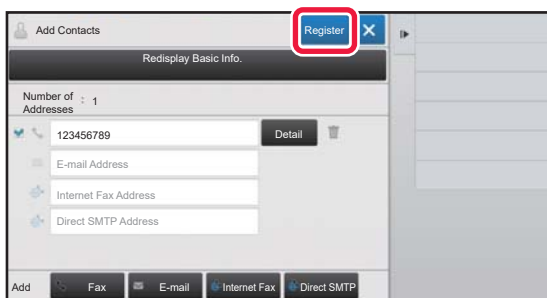 Add Contacts Register
Redisplay Basic Info.
Number of
Addresses : 1
123456789 Detail
E-mail Address
Internet Fax Address
Direct SMTP Address
Add Fax E-mail Internet Fax Direct SMTP